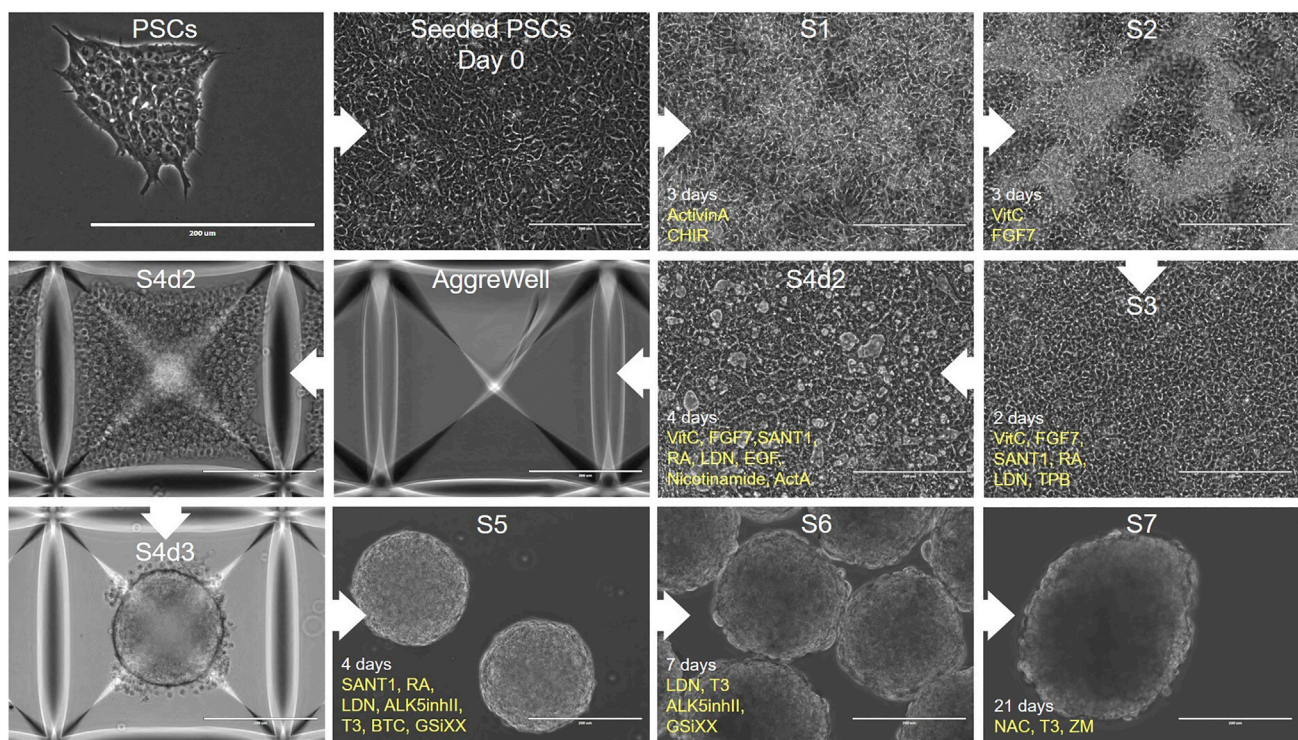 PSCs
200 um
Seeded PSCs
Day 0
S1
3 days
ActivinA
CHIR
S2
3 days
VitC
FGF7
S4d2
AggreWell
S4d2
4 days
VitC, FGF7,SANT1,
RA, LDN, EGF,
Nicotinamide, ActA
S3
2 days
VitC, FGF7,
SANT1, RA,
LDN, TPB
S4d3
S5
4 days
SANT1, RA,
LDN, ALK5inhII,
T3, BTC, GSiXX
S6
7 days
LDN, T3
ALK5inhII,
GSiXX
S7
21 days
NAC, T3, ZM